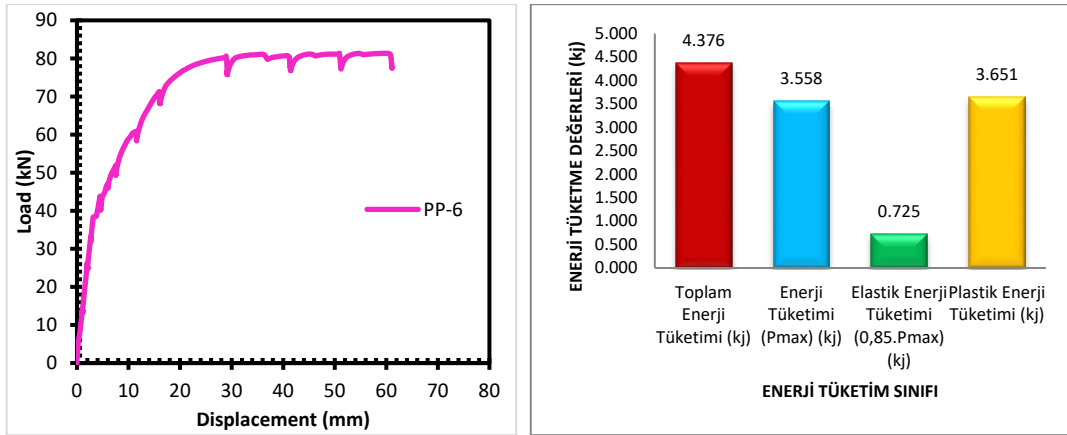 90
80
70
60
50
40
30
20
10
0
Load (kN)
PP-6
0 10 20 30 40 50 60 70 80
Displacement (mm)
ENERJİ TÜKETME DEĞERLERİ (kj)
5.000
4.500
4.000
3.500
3.000
2.500
2.000
1.500
1.000
0.500
0.000
4.376
3.558
0.725
3.651
Toplam
Enerji
Tüketimi (kj)
Enerji
Tüketimi
(Pmax) (kj)
Elastik Enerji
Tüketimi
(0,85.Pmax)
(kj)
Plastik Enerji
Tüketimi (kj)
ENERJİ TÜKETİM SINIFI